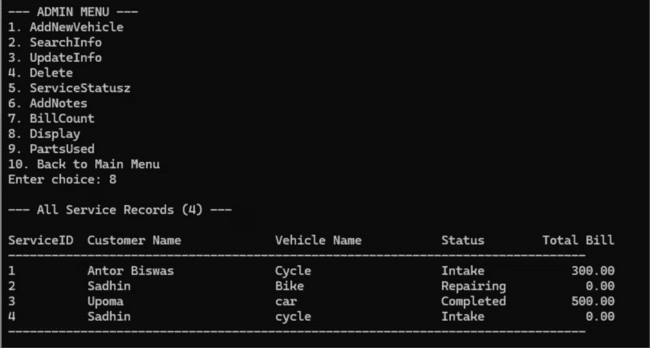 --- ADMIN MENU ---
1. AddNewVehicle
2. SearchInfo
3. UpdateInfo
4. Delete
5. ServiceStatusz
6. AddNotes
7. BillCount
8. Display
9. PartsUsed
10. Back to Main Menu
Enter choice: 8
--- All Service Records (4) ---
ServiceID Customer Name Vehicle Name Status Total Bill
1 Antor Biswas Cycle Intake 300.00
2 Sadhin Bike Repairing 0.00
3 Upoma car Completed 500.00
4 Sadhin cycle Intake 0.00